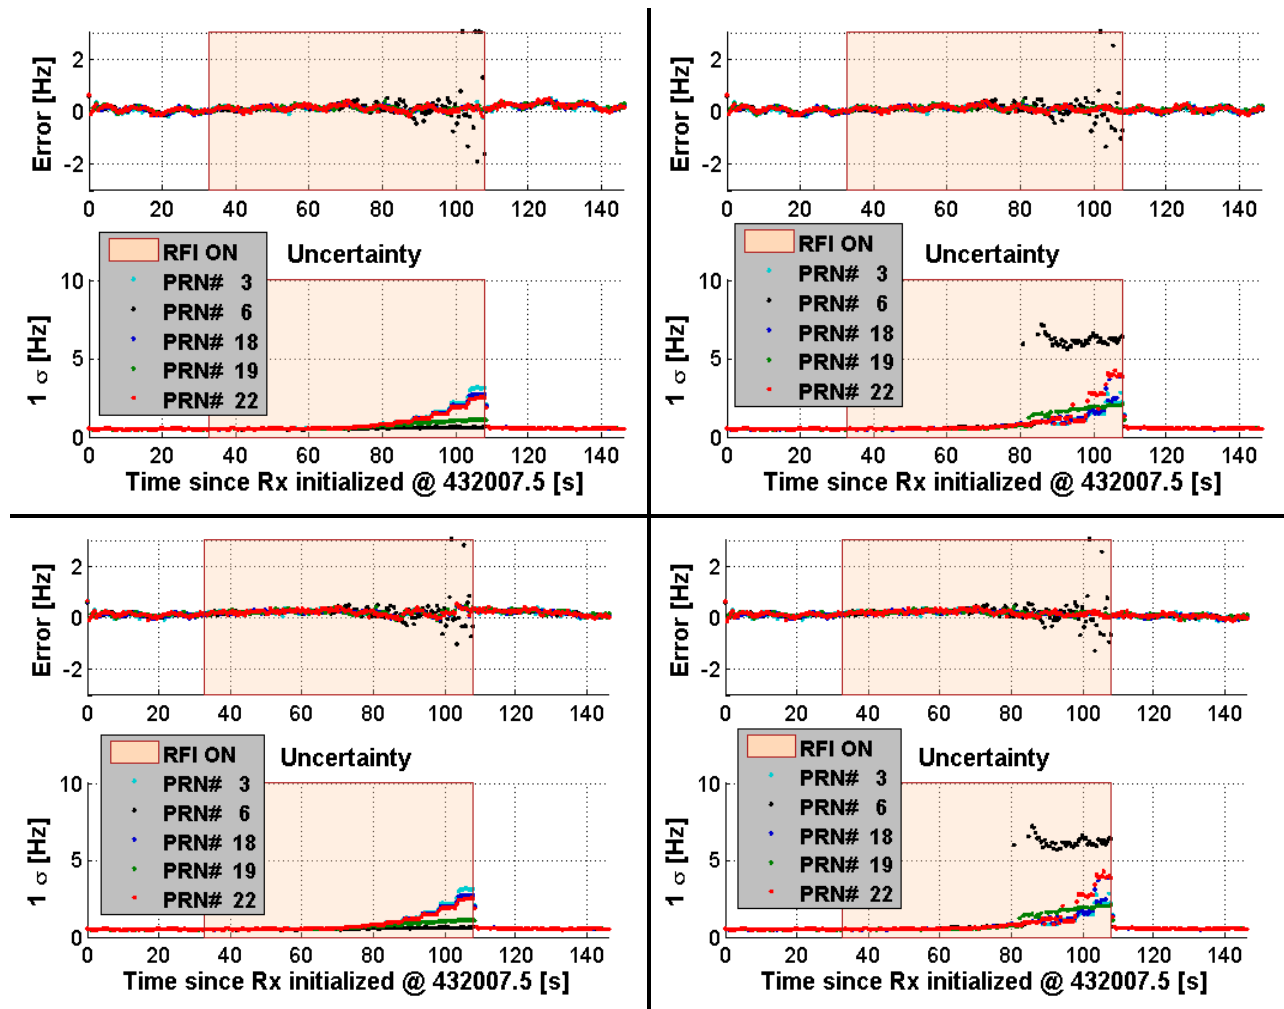 Error [Hz]
2
0
-2
0 20 40 60 80 100 120 140
RFI ON
PRN# 3
PRN# 6
PRN# 18
PRN# 19
PRN# 22
Uncertainty
1 σ [Hz]
10
5
0
0 20 40 60 80 100 120 140
Time since Rx initialized @ 432007.5 [s]
Error [Hz]
2
0
-2
0 20 40 60 80 100 120 140
RFI ON
PRN# 3
PRN# 6
PRN# 18
PRN# 19
PRN# 22
Uncertainty
1 σ [Hz]
10
5
0
0 20 40 60 80 100 120 140
Time since Rx initialized @ 432007.5 [s]
Error [Hz]
2
0
-2
0 20 40 60 80 100 120 140
RFI ON
PRN# 3
PRN# 6
PRN# 18
PRN# 19
PRN# 22
Uncertainty
1 σ [Hz]
10
5
0
0 20 40 60 80 100 120 140
Time since Rx initialized @ 432007.5 [s]
Error [Hz]
2
0
-2
0 20 40 60 80 100 120 140
RFI ON
PRN# 3
PRN# 6
PRN# 18
PRN# 19
PRN# 22
Uncertainty
1 σ [Hz]
10
5
0
0 20 40 60 80 100 120 140
Time since Rx initialized @ 432007.5 [s]